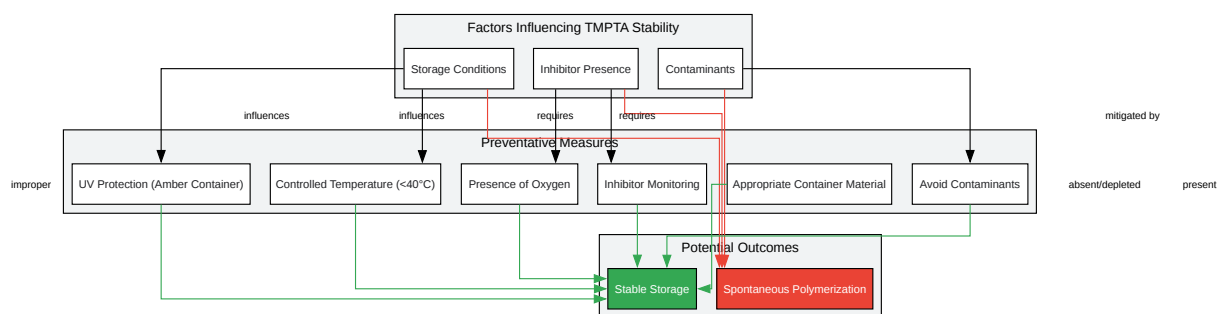 Factors Influencing TMPTA Stability
Storage Conditions
Inhibitor Presence
Contaminants
influences
influences
requires
requires
mitigated by
Preventative Measures
improper
UV Protection (Amber Container)
Controlled Temperature (<40°C)
Presence of Oxygen
Inhibitor Monitoring
Appropriate Container Material
Avoid Contaminants
absent/depleted
present
Potential Outcomes
Stable Storage
Spontaneous Polymerization